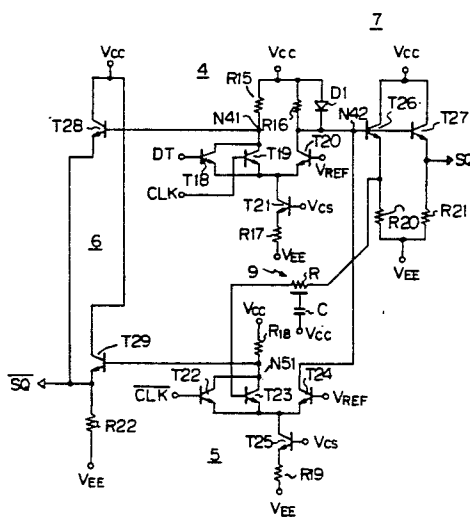 7
VCC
4
VCC
R15
D1
T28
N41
R16
N42
T26
T27
DT
T19
T20
SQ
T18
VREF
CLK
T21
VCS
R20
R21
6
R17
VEE
VEE
9
R
VCC
C
R18
VCC
T29
N51
T22
T24
SQ
CLK
T23
VREF
R22
T25
VCS
5
R19
VEE
VEE